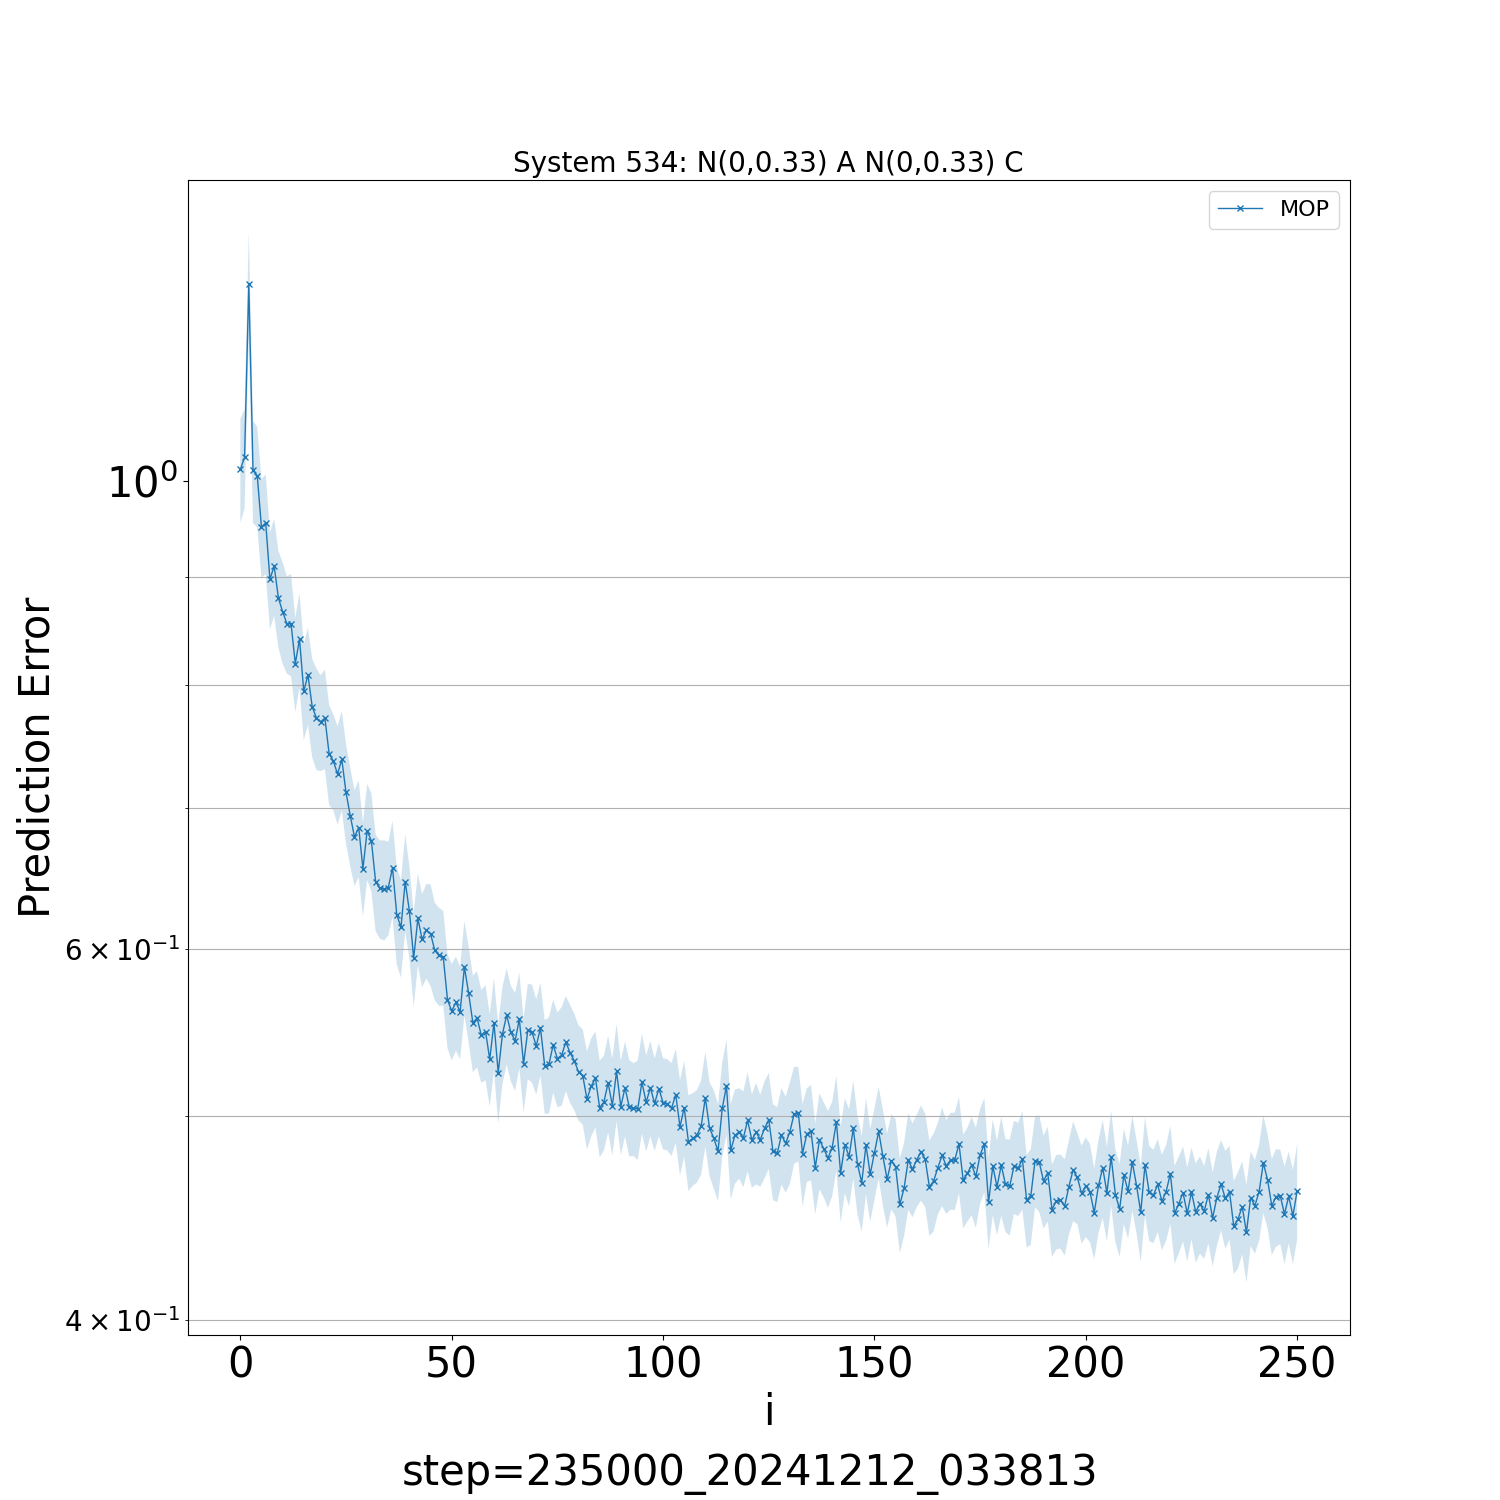 System 534: N(0,0.33) A N(0,0.33) C
MOP
Prediction Error
10⁰
6 × 10⁻¹
4 × 10⁻¹
0 50 100 150 200 250
i
step=235000_20241212_033813